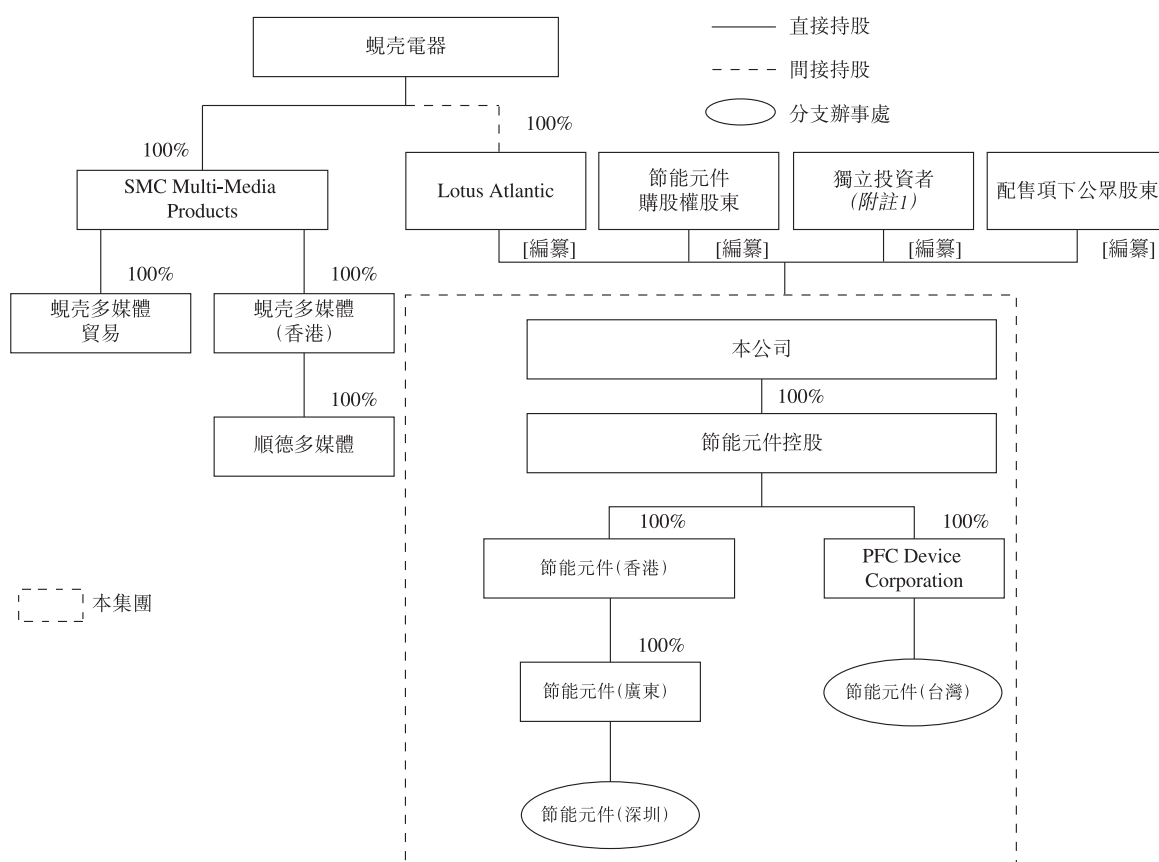 蜆壳電器
直接持股
間接持股
分支辦事處
100%
100%
SMC Multi-Media
Products
Lotus Atlantic
節能元件
購股權股東
獨立投資者
(附註1)
配售項下公眾股東
[編纂]
[編纂]
[編纂]
[編纂]
100%
100%
蜆壳多媒體
貿易
蜆壳多媒體
(香港)
本公司
100%
100%
順德多媒體
節能元件控股
100%
100%
節能元件(香港)
PFC Device
Corporation
本集團
100%
節能元件(廣東)
節能元件(台灣)
節能元件(深圳)